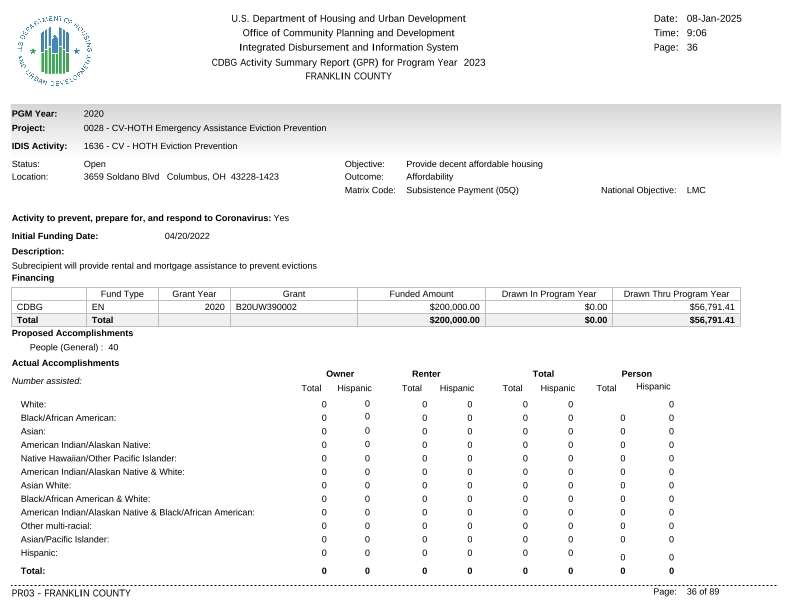 U.S. DEPARTMENT OF HOUSING AND URBAN DEVELOPMENT
U.S. Department of Housing and Urban Development
Office of Community Planning and Development
Integrated Disbursement and Information System
CDBG Activity Summary Report (GPR) for Program Year 2023
FRANKLIN COUNTY
Date: 08-Jan-2025
Time: 9:06
Page: 36
PGM Year: 2020
Project: 0028 - CV-HOTH Emergency Assistance Eviction Prevention
IDIS Activity: 1636 - CV - HOTH Eviction Prevention
Status: Open Objective: Provide decent affordable housing
Location: 3659 Soldano Blvd Columbus, OH 43228-1423 Outcome: Affordability
Matrix Code: Subsistence Payment (05Q) National Objective: LMC
Activity to prevent, prepare for, and respond to Coronavirus: Yes
Initial Funding Date: 04/20/2022
Description:
Subrecipient will provide rental and mortgage assistance to prevent evictions
Financing
Fund Type Grant Year Grant Funded Amount Drawn In Program Year Drawn Thru Program Year
CDBG EN 2020 B20UW390002 $200,000.00 $0.00 $56,791.41
Total Total $200,000.00 $0.00 $56,791.41
Proposed Accomplishments
People (General) : 40
Actual Accomplishments
Owner Renter Total Person
Number assisted: Total Hispanic Total Hispanic Total Hispanic Total Hispanic
White: 0 0 0 0 0 0 0
Black/African American: 0 0 0 0 0 0 0 0
Asian: 0 0 0 0 0 0 0 0
American Indian/Alaskan Native: 0 0 0 0 0 0 0 0
Native Hawaiian/Other Pacific Islander: 0 0 0 0 0 0 0 0
American Indian/Alaskan Native & White: 0 0 0 0 0 0 0 0
Asian White: 0 0 0 0 0 0 0 0
Black/African American & White: 0 0 0 0 0 0 0 0
American Indian/Alaskan Native & Black/African American: 0 0 0 0 0 0 0 0
Other multi-racial: 0 0 0 0 0 0 0 0
Asian/Pacific Islander: 0 0 0 0 0 0 0 0
Hispanic: 0 0 0 0 0 0 0 0
Total: 0 0 0 0 0 0 0 0
PR03 - FRANKLIN COUNTY Page: 36 of 89